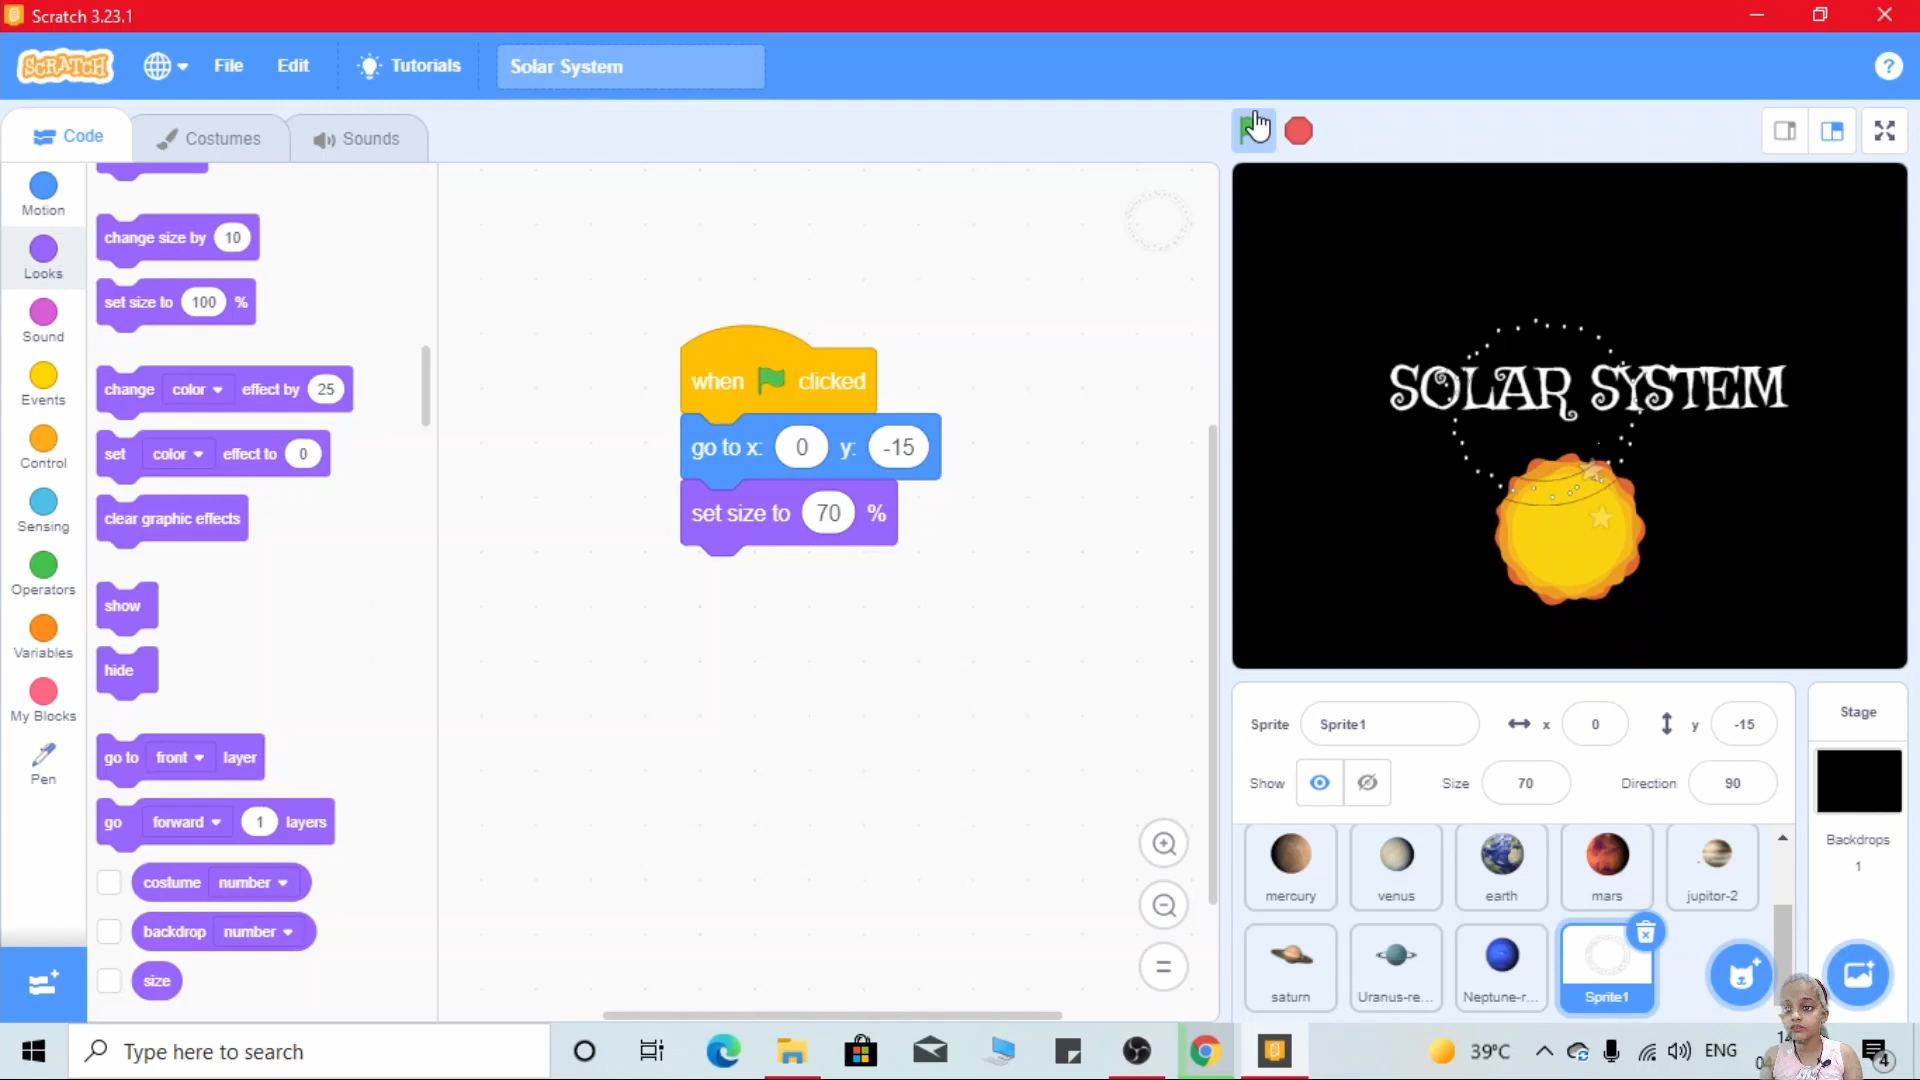 Scratch 3.23.1
SCRATCH
File
Edit
Tutorials
Solar System
?
Code
Costumes
Sounds
Motion
Looks
Sound
Events
Control
Sensing
Operators
Variables
My Blocks
Pen
change size by 10
set size to 100 %
change color effect by 25
set color effect to 0
clear graphic effects
show
hide
go to front layer
go forward 1 layers
costume number
backdrop number
size
when clicked
go to x: 0 y: -15
set size to 70 %
SOLAR SYSTEM
Sprite Sprite1 x 0 y -15
Show Size 70 Direction 90
mercury
venus
earth
mars
jupitor-2
saturn
Uranus-re...
Neptune-r...
Sprite1
Stage
Backdrops
1
Type here to search
39°C
ENG
4